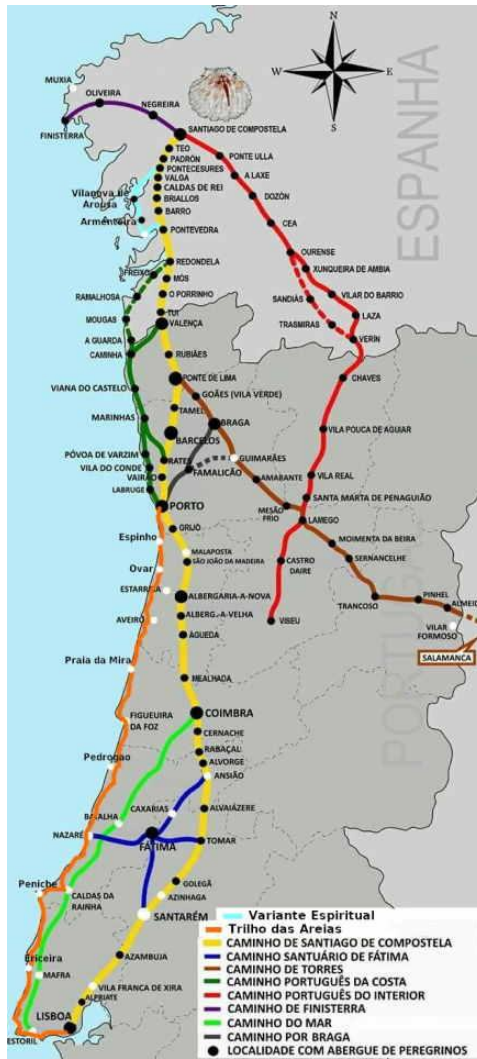 N
W
E
S
ESPANHA
PORTUGAL
MUXIA
OLIVEIRA
NEGREIRA
FINISTERRA
SANTIAGO DE COMPOSTELA
TEO
PADRÓN
PONTECESURES
VALGA
CALDAS DE REI
BRIALLOS
BARRO
Vilanova de
Arousa
Armenteira
PONTEVEDRA
PONTE ULLA
A LAXE
DOZÓN
CEA
OURENSE
XUNQUEIRA DE AMBIA
SANDIÁS
VILAR DO BARRIO
LAZA
TRASMIRAS
VERÍN
REDONDELA
FREIXO
MÓS
RAMALHOSA
O PORRINHO
MOUGAS
TUI
VALENÇA
A GUARDA
CAMINHA
RUBIÃES
PONTE DE LIMA
CHAVES
GOÃES (VILA VERDE)
VIANA DO CASTELO
TAMEL
MARINHAS
BRAGA
BARCELOS
VILA POUCA DE AGUIAR
PÓVOA DE VARZIM
RATES
GUIMARÃES
VILA DO CONDE
FAMALICÃO
VAIRÃO
AMARANTE
VILA REAL
LABRUGE
PORTO
SANTA MARTA DE PENAGUIÃO
MESÃO
FRIO
LAMEGO
GRIJÓ
Espinho
MOIMENTA DA BEIRA
MALAPOSTA
SÃO JOÃO DA MADEIRA
SERNANCELHE
Ovar
CASTRO
DAIRE
ESTARREJA
ALBERGARIA-A-NOVA
TRANCOSO
PINHEL
ALMEID
AVEIRO
ALBERG.-A-VELHA
VISEU
VILAR
FORMOSO
ÁGUEDA
SALAMANCA
Praia da Mira
MEALHADA
COIMBRA
FIGUEIRA
DA FOZ
CERNACHE
RABAÇAL
ALVORGE
Pedrogao
ANSIÃO
CAXARIAS
ALVAIÁZERE
BATALHA
NAZARÉ
FÁTIMA
TOMAR
GOLEGÃ
Peniche
CALDAS DA
RAINHA
AZINHAGA
SANTARÉM
Ericeira
AZAMBUJA
MAFRA
VILA FRANCA DE XIRA
ALPRIATE
LISBOA
ESTORIL
Variante Espiritual
Trilho das Areias
CAMINHO DE SANTIAGO DE COMPOSTELA
CAMINHO SANTUÁRIO DE FÁTIMA
CAMINHO DE TORRES
CAMINHO PORTUGUÊS DA COSTA
CAMINHO PORTUGUÊS DO INTERIOR
CAMINHO DE FINISTERRA
CAMINHO DO MAR
CAMINHO POR BRAGA
LOCALIDADE COM ABERGUE DE PEREGRINOS